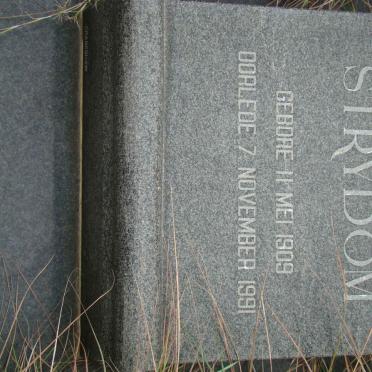 STRYDOM
GEBORE 11 MEI 1909
OORLEDE 7 NOVEMBER 1991